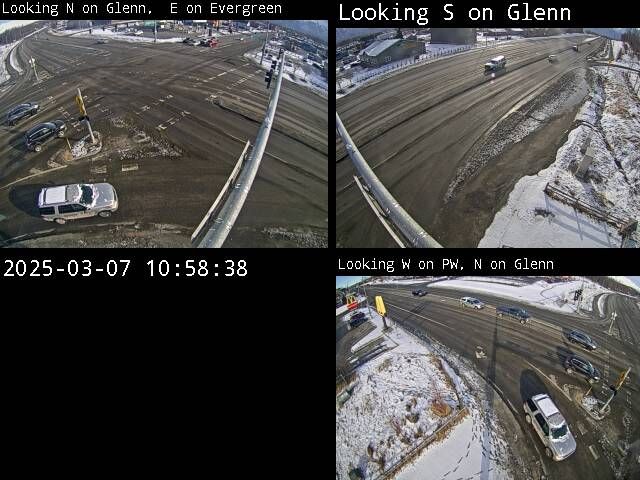 Looking N on Glenn,  E on Evergreen
Looking S on Glenn
2025-03-07 10:58:38
Looking W on PW, N on Glenn